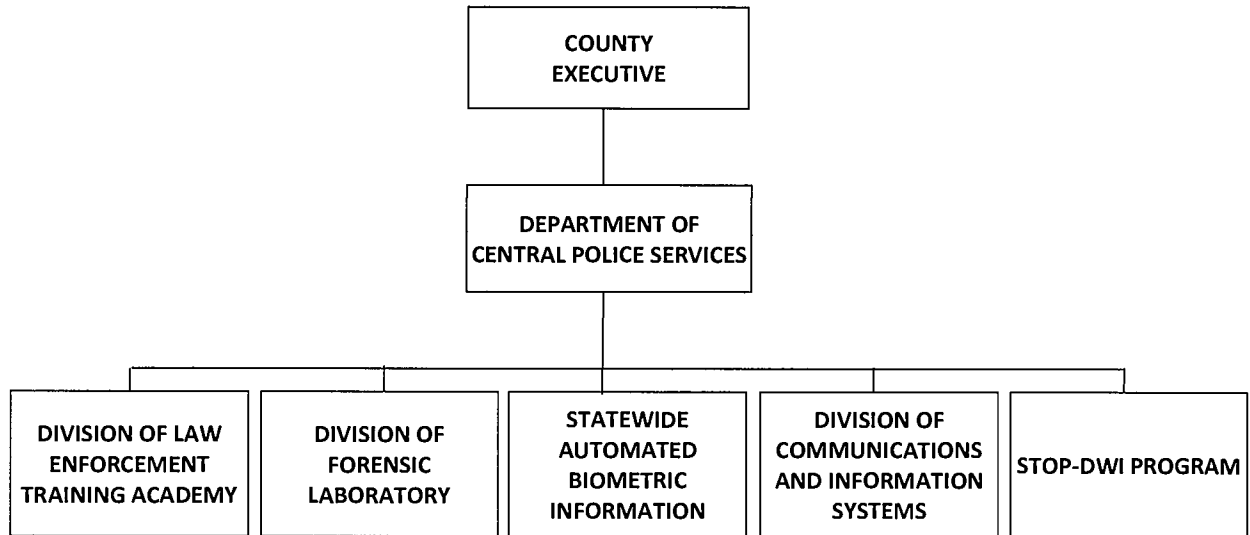 COUNTY
EXECUTIVE
DEPARTMENT OF
CENTRAL POLICE SERVICES
DIVISION OF LAW
ENFORCEMENT
TRAINING ACADEMY
DIVISION OF
FORENSIC
LABORATORY
STATEWIDE
AUTOMATED
BIOMETRIC
INFORMATION
DIVISION OF
COMMUNICATIONS
AND INFORMATION
SYSTEMS
STOP-DWI PROGRAM